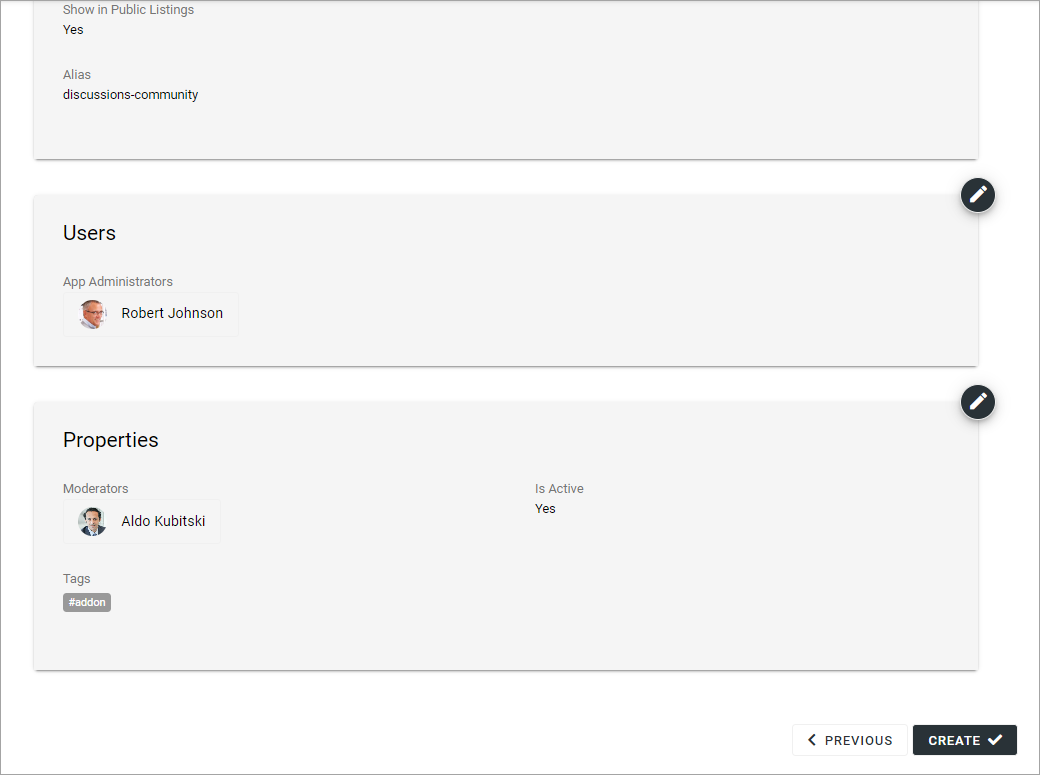 Show in Public Listings
Yes
Alias
discussions-community
Users
App Administrators
Robert Johnson
Properties
Moderators
Aldo Kubitski
Is Active
Yes
Tags
#addon
PREVIOUS
CREATE